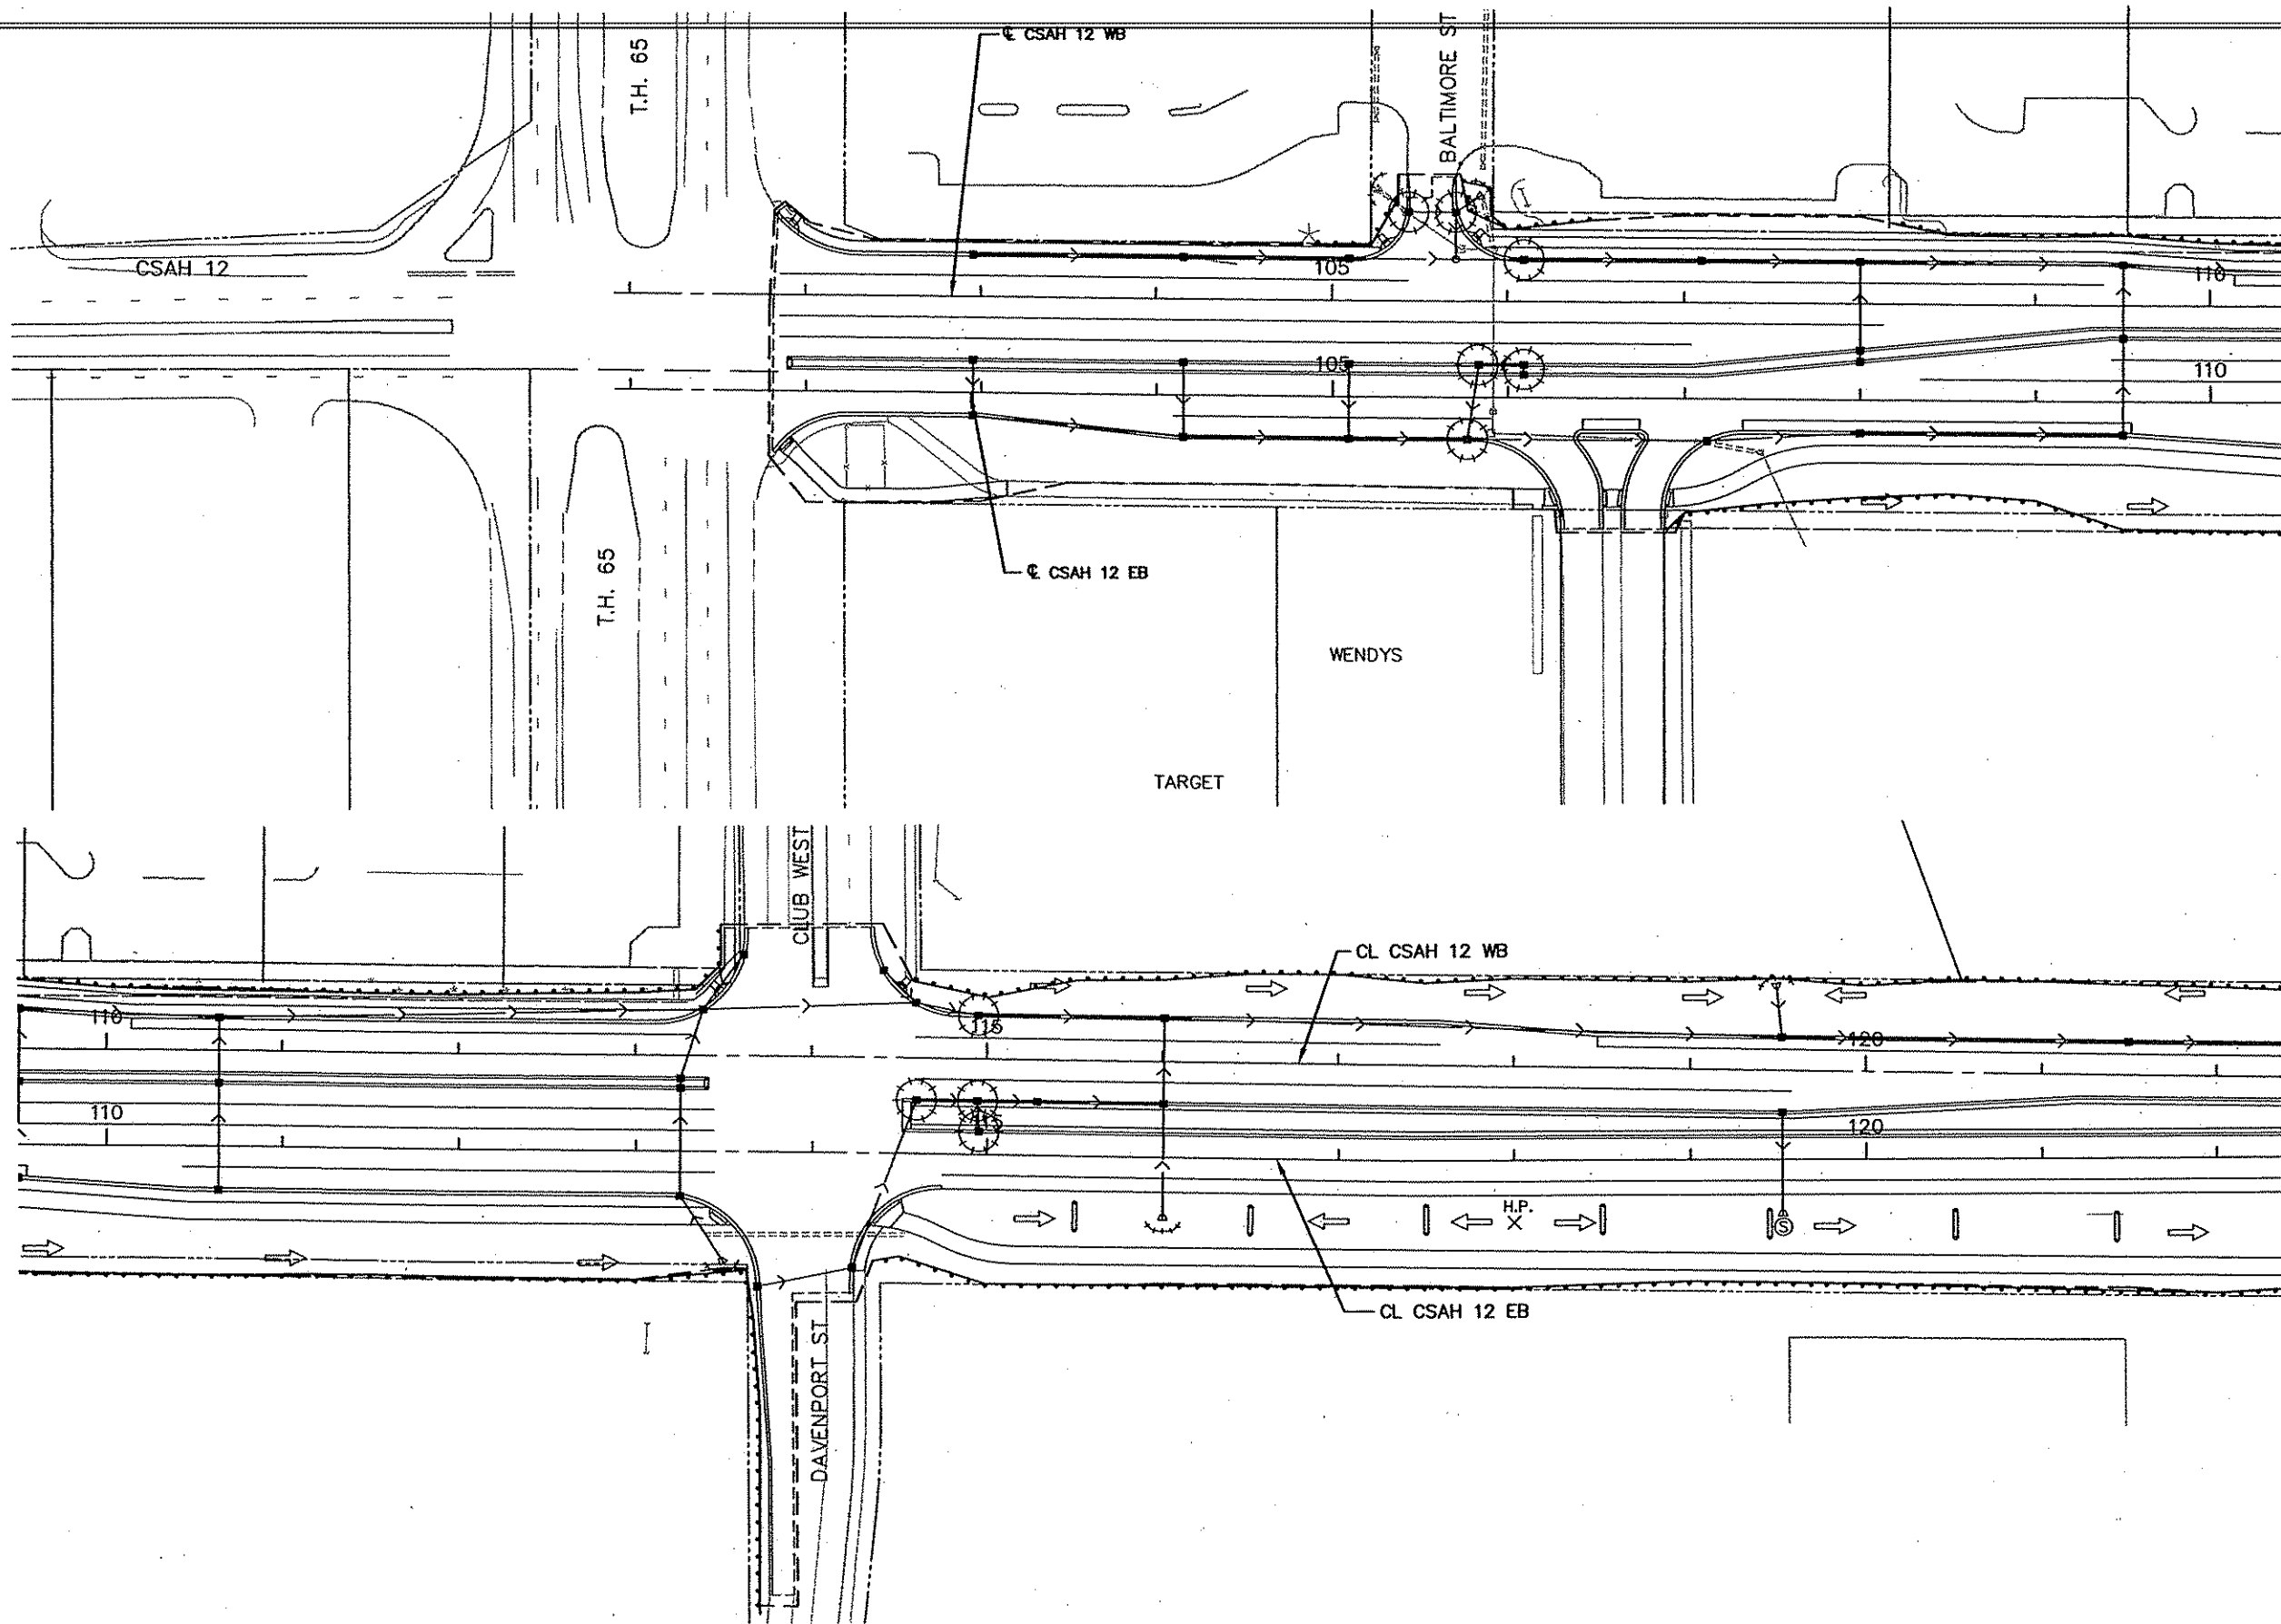 ℄ CSAH 12 WB
T.H. 65
BALTIMORE ST
CSAH 12
105
110
105
110
℄ CSAH 12 EB
T.H. 65
WENDYS
TARGET
CLUB WEST
CL CSAH 12 WB
110
115
120
110
115
120
H.P.
S
CL CSAH 12 EB
DAVENPORT ST